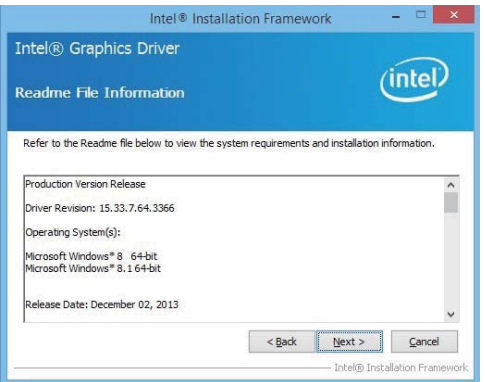 Intel® Installation Framework
Intel® Graphics Driver
Readme File Information
intel
Refer to the Readme file below to view the system requirements and installation information.
Production Version Release
Driver Revision: 15.33.7.64.3366
Operating System(s):
Microsoft Windows* 8 64-bit
Microsoft Windows* 8.1 64-bit
Release Date: December 02, 2013
< Back Next > Cancel
Intel® Installation Framework